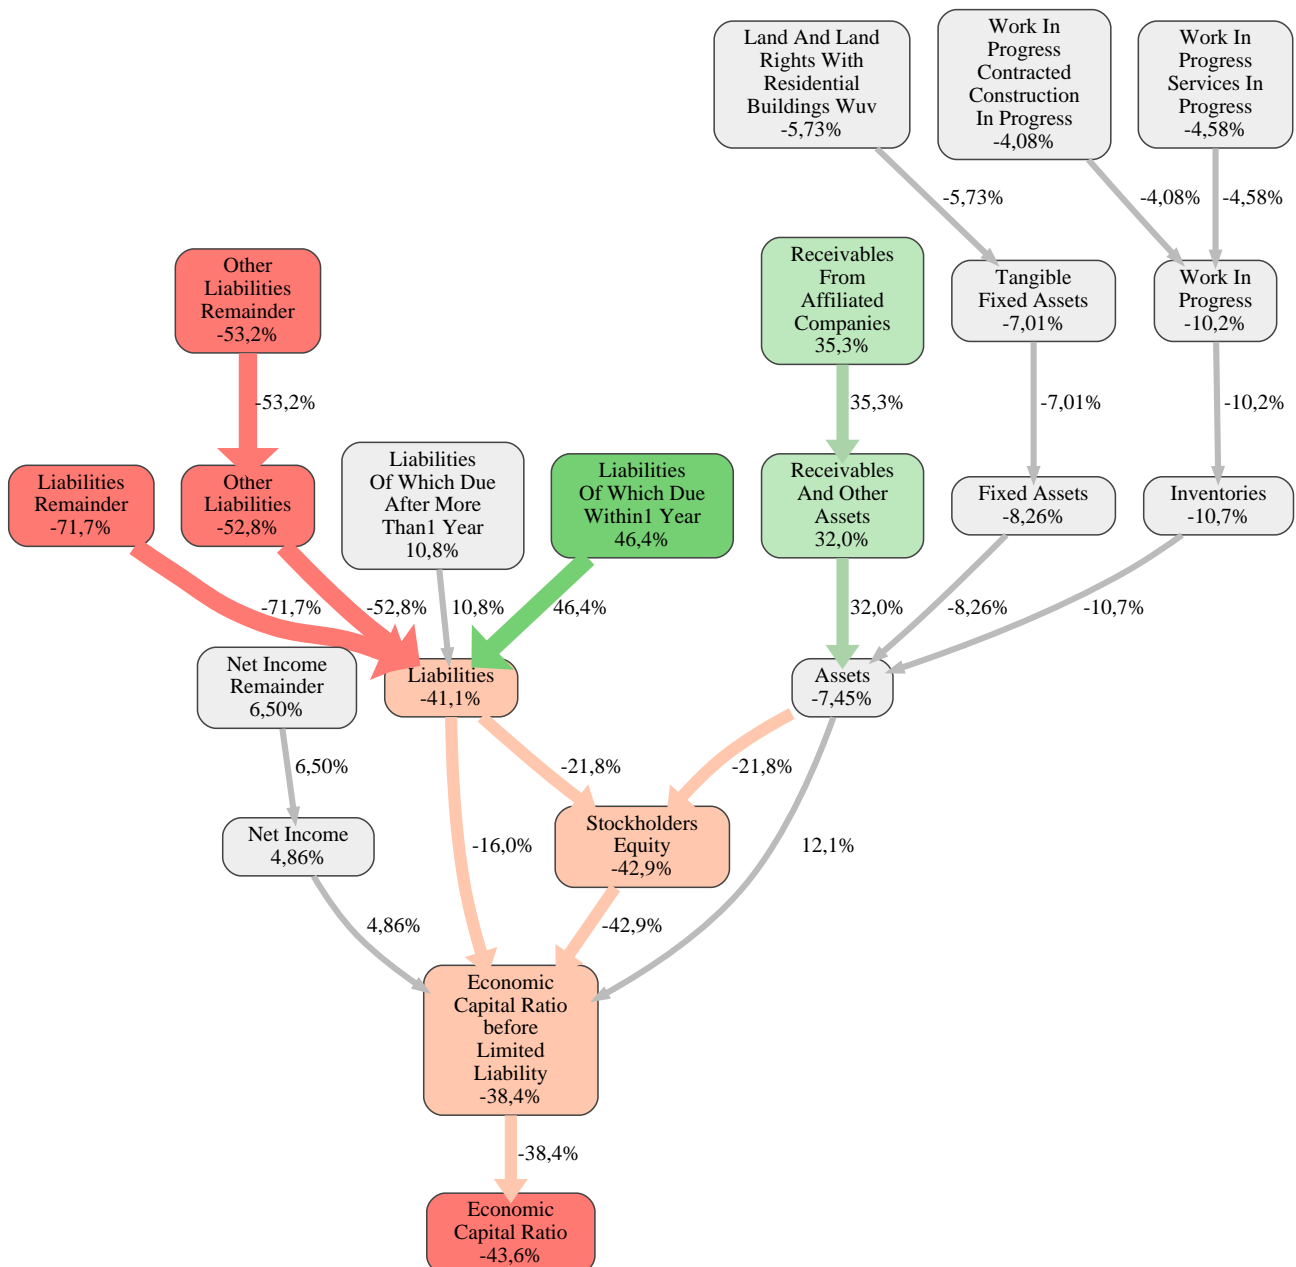 Land And Land
Rights With
Residential
Buildings Wuv
-5,73%
Work In
Progress
Contracted
Construction
In Progress
-4,08%
Work In
Progress
Services In
Progress
-4,58%
-5,73%
-4,08%
-4,58%
Other
Liabilities
Remainder
-53,2%
Receivables
From
Affiliated
Companies
35,3%
Tangible
Fixed Assets
-7,01%
Work In
Progress
-10,2%
-53,2%
35,3%
-7,01%
-10,2%
Liabilities
Remainder
-71,7%
Other
Liabilities
-52,8%
Liabilities
Of Which Due
After More
Than1 Year
10,8%
Liabilities
Of Which Due
Within1 Year
46,4%
Receivables
And Other
Assets
32,0%
Fixed Assets
-8,26%
Inventories
-10,7%
-71,7%
-52,8%
10,8%
46,4%
32,0%
-8,26%
-10,7%
Net Income
Remainder
6,50%
Liabilities
-41,1%
Assets
-7,45%
6,50%
-21,8%
-21,8%
Net Income
4,86%
-16,0%
Stockholders
Equity
-42,9%
12,1%
4,86%
-42,9%
Economic
Capital Ratio
before
Limited
Liability
-38,4%
-38,4%
Economic
Capital Ratio
-43,6%